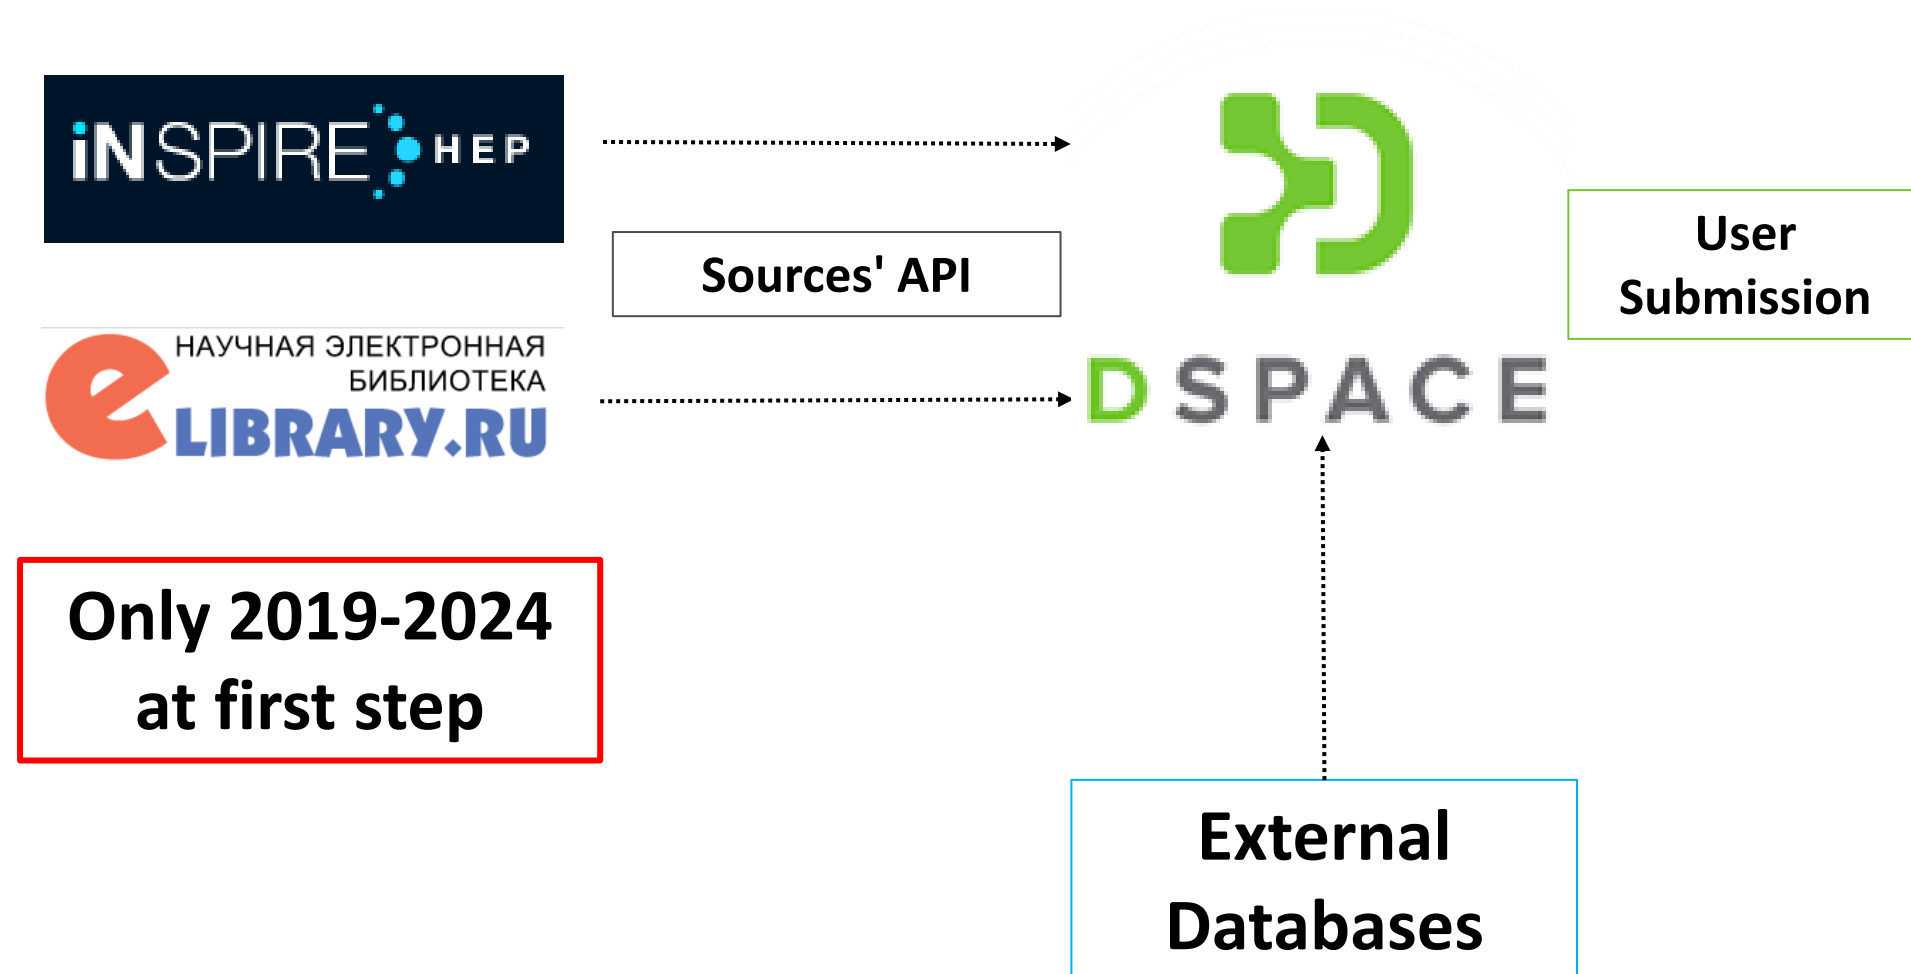 iNSPIRE HEP
Sources' API
НАУЧНАЯ ЭЛЕКТРОННАЯ
БИБЛИОТЕКА
eLIBRARY.RU
DSPACE
User
Submission
Only 2019-2024
at first step
External
Databases